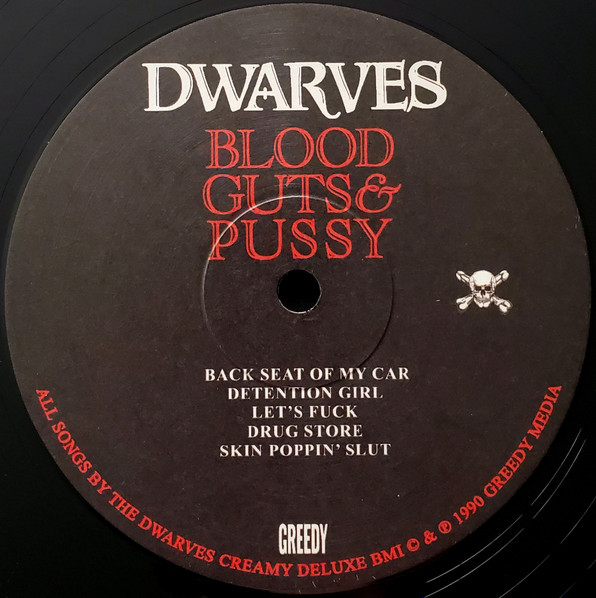 DWARVES
BLOOD
GUTS &
PUSSY
BACK SEAT OF MY CAR
DETENTION GIRL
LET'S FUCK
DRUG STORE
SKIN POPPIN' SLUT
ALL SONGS BY THE DWARVES CREAMY DELUXE BMI © & ℗ 1990 GREEDY MEDIA
GREEDY